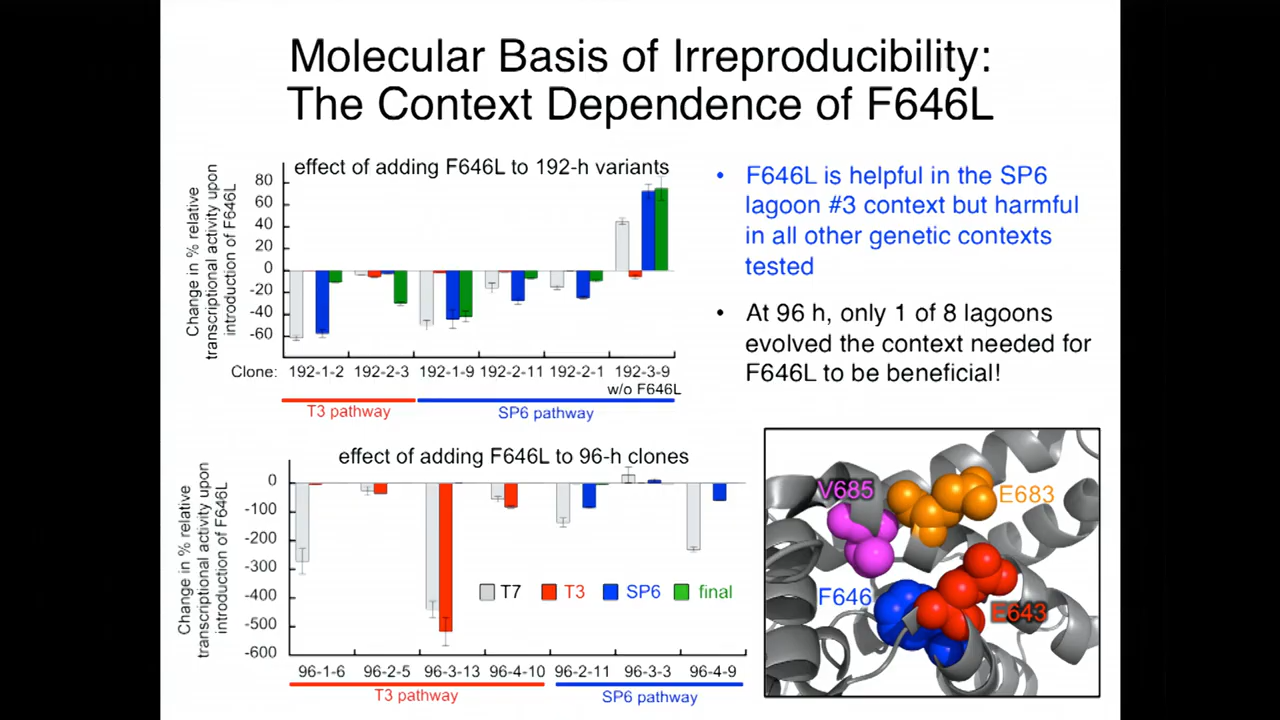 Molecular Basis of Irreproducibility:
The Context Dependence of F646L
effect of adding F646L to 192-h variants
Change in % relative
transcriptional activity upon
introduction of F646L
80
60
40
20
0
-20
-40
-60
Clone: 192-1-2 192-2-3 192-1-9 192-2-11 192-2-1 192-3-9
w/o F646L
T3 pathway SP6 pathway
• F646L is helpful in the SP6
lagoon #3 context but harmful
in all other genetic contexts
tested
• At 96 h, only 1 of 8 lagoons
evolved the context needed for
F646L to be beneficial!
effect of adding F646L to 96-h clones
Change in % relative
transcriptional activity upon
introduction of F646L
0
-100
-200
-300
-400
-500
-600
T7 T3 SP6 final
96-1-6 96-2-5 96-3-13 96-4-10 96-2-11 96-3-3 96-4-9
T3 pathway SP6 pathway
V685
E683
F646
E643